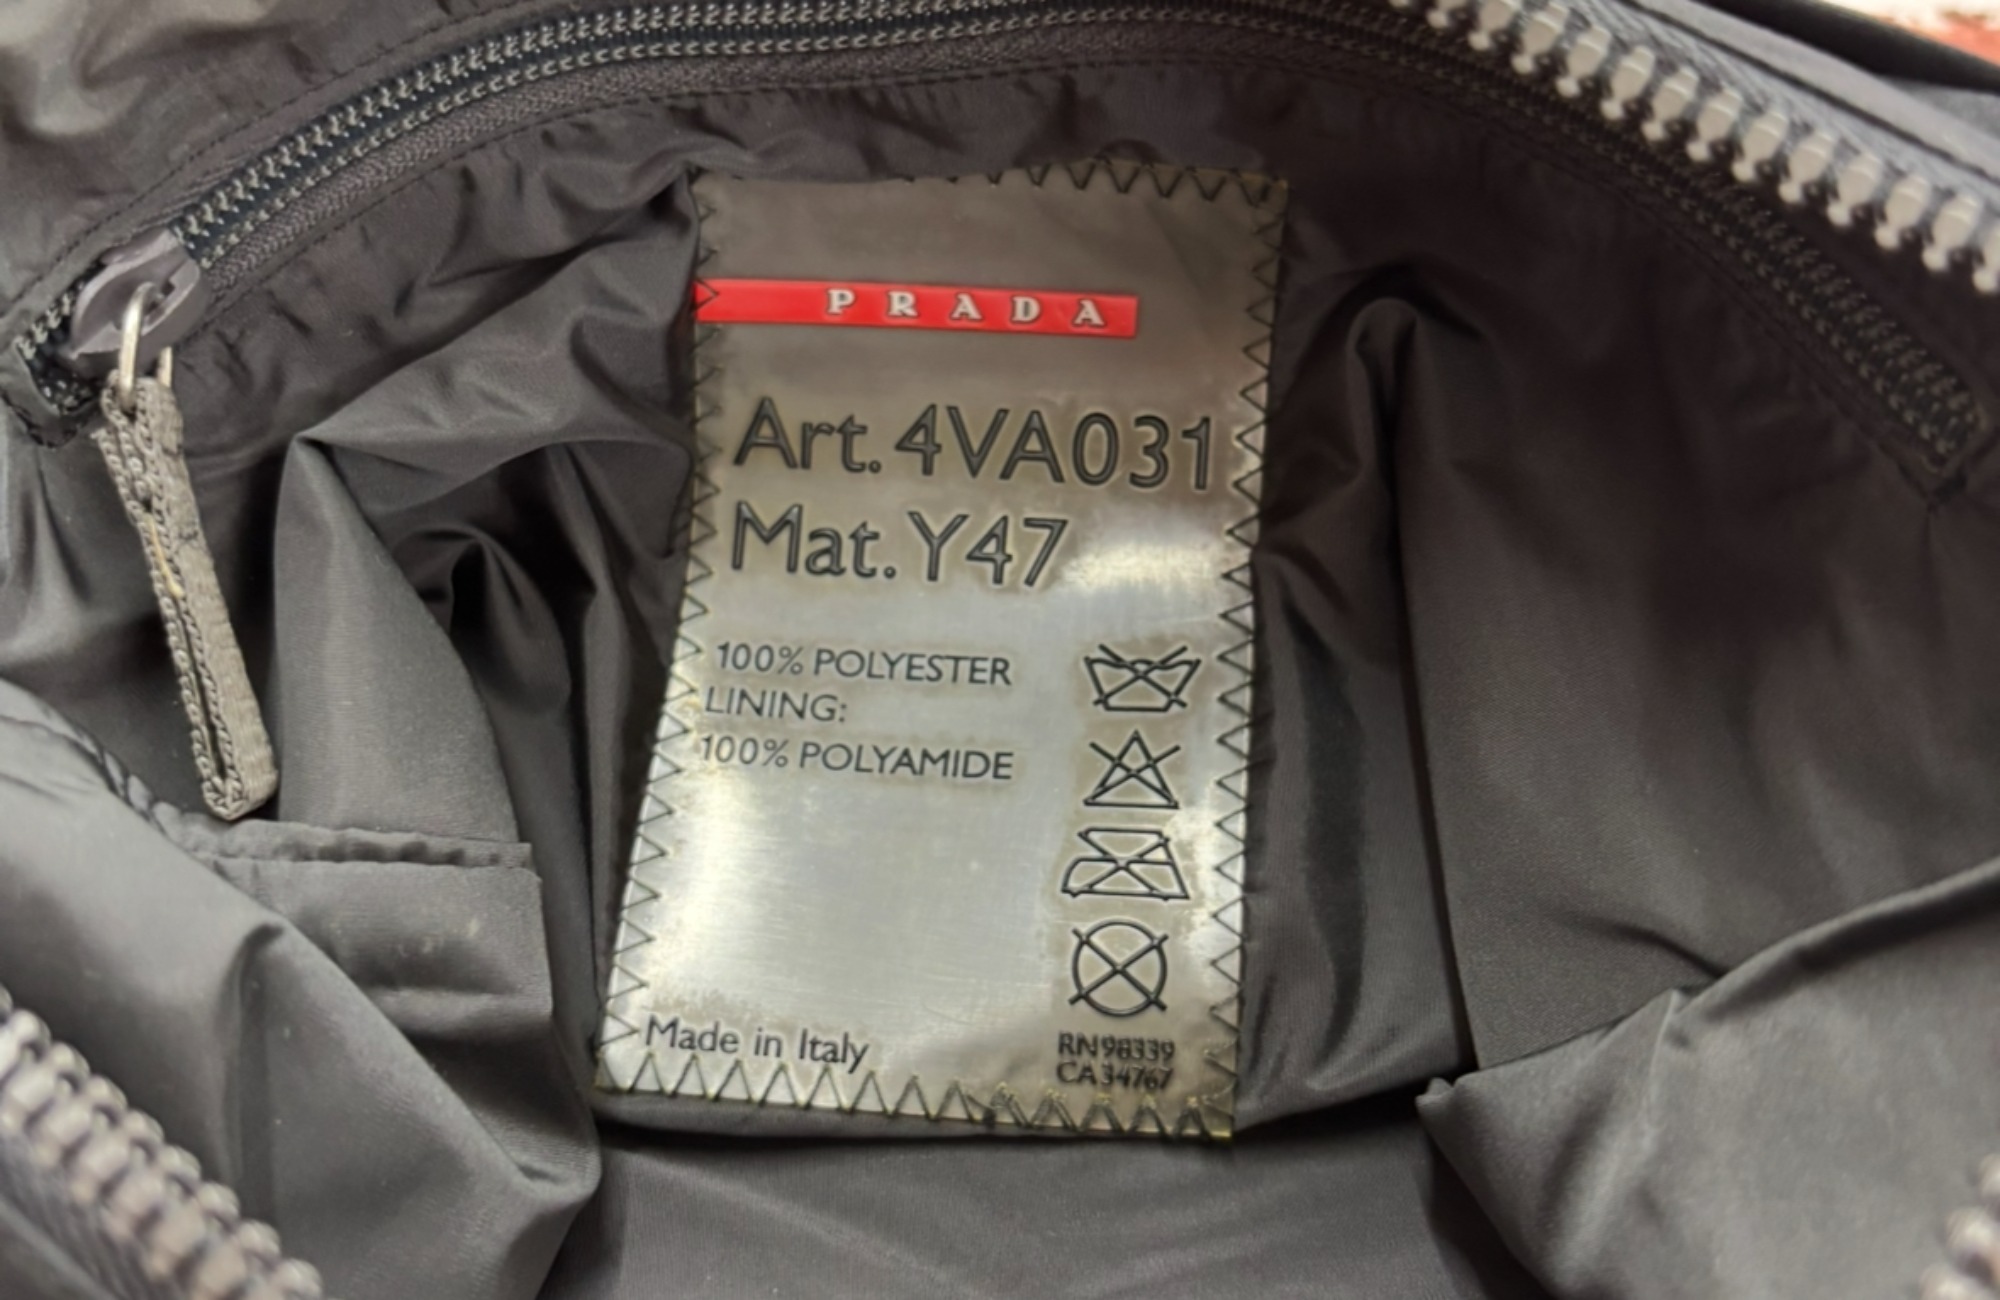 PRADA
Art. 4VA031
Mat. Y47
100% POLYESTER
LINING:
100% POLYAMIDE
Made in Italy
RN98339
CA34767